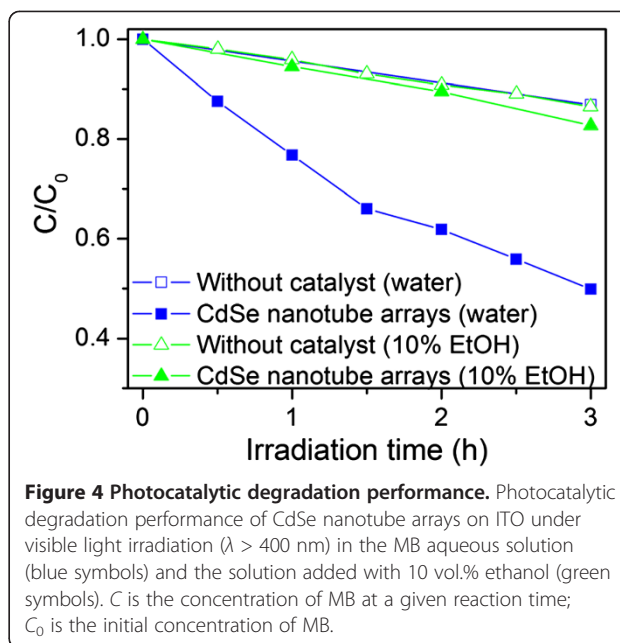 1.0
0.8
0.6
0.4
C/C₀
Without catalyst (water)
CdSe nanotube arrays (water)
Without catalyst (10% EtOH)
CdSe nanotube arrays (10% EtOH)
0 1 2 3
Irradiation time (h)
Figure 4 Photocatalytic degradation performance. Photocatalytic
degradation performance of CdSe nanotube arrays on ITO under
visible light irradiation (λ > 400 nm) in the MB aqueous solution
(blue symbols) and the solution added with 10 vol.% ethanol (green
symbols). C is the concentration of MB at a given reaction time;
C₀ is the initial concentration of MB.